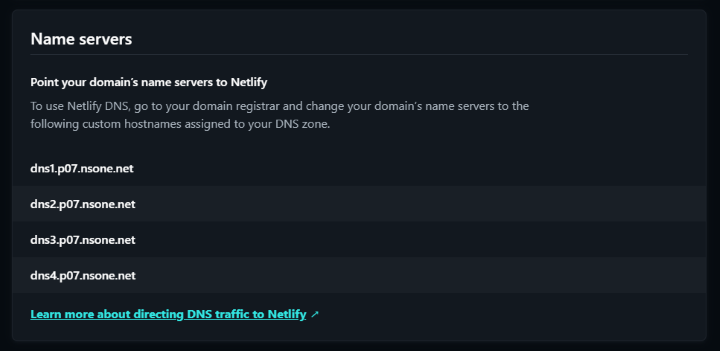 Name servers
Point your domain's name servers to Netlify
To use Netlify DNS, go to your domain registrar and change your domain's name servers to the
following custom hostnames assigned to your DNS zone.
dns1.p07.nsone.net
dns2.p07.nsone.net
dns3.p07.nsone.net
dns4.p07.nsone.net
Learn more about directing DNS traffic to Netlify ↗